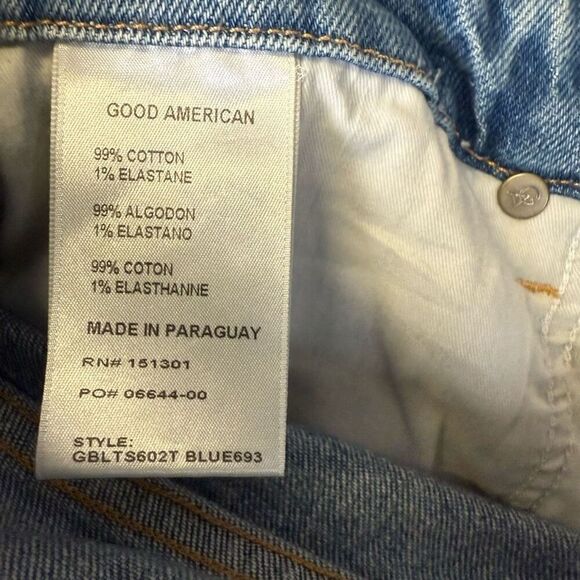 GOOD AMERICAN
99% COTTON
1% ELASTANE
99% ALGODON
1% ELASTANO
99% COTON
1% ELASTHANNE
MADE IN PARAGUAY
RN# 151301
PO# 06644-00
STYLE:
GBLTS602T BLUE693